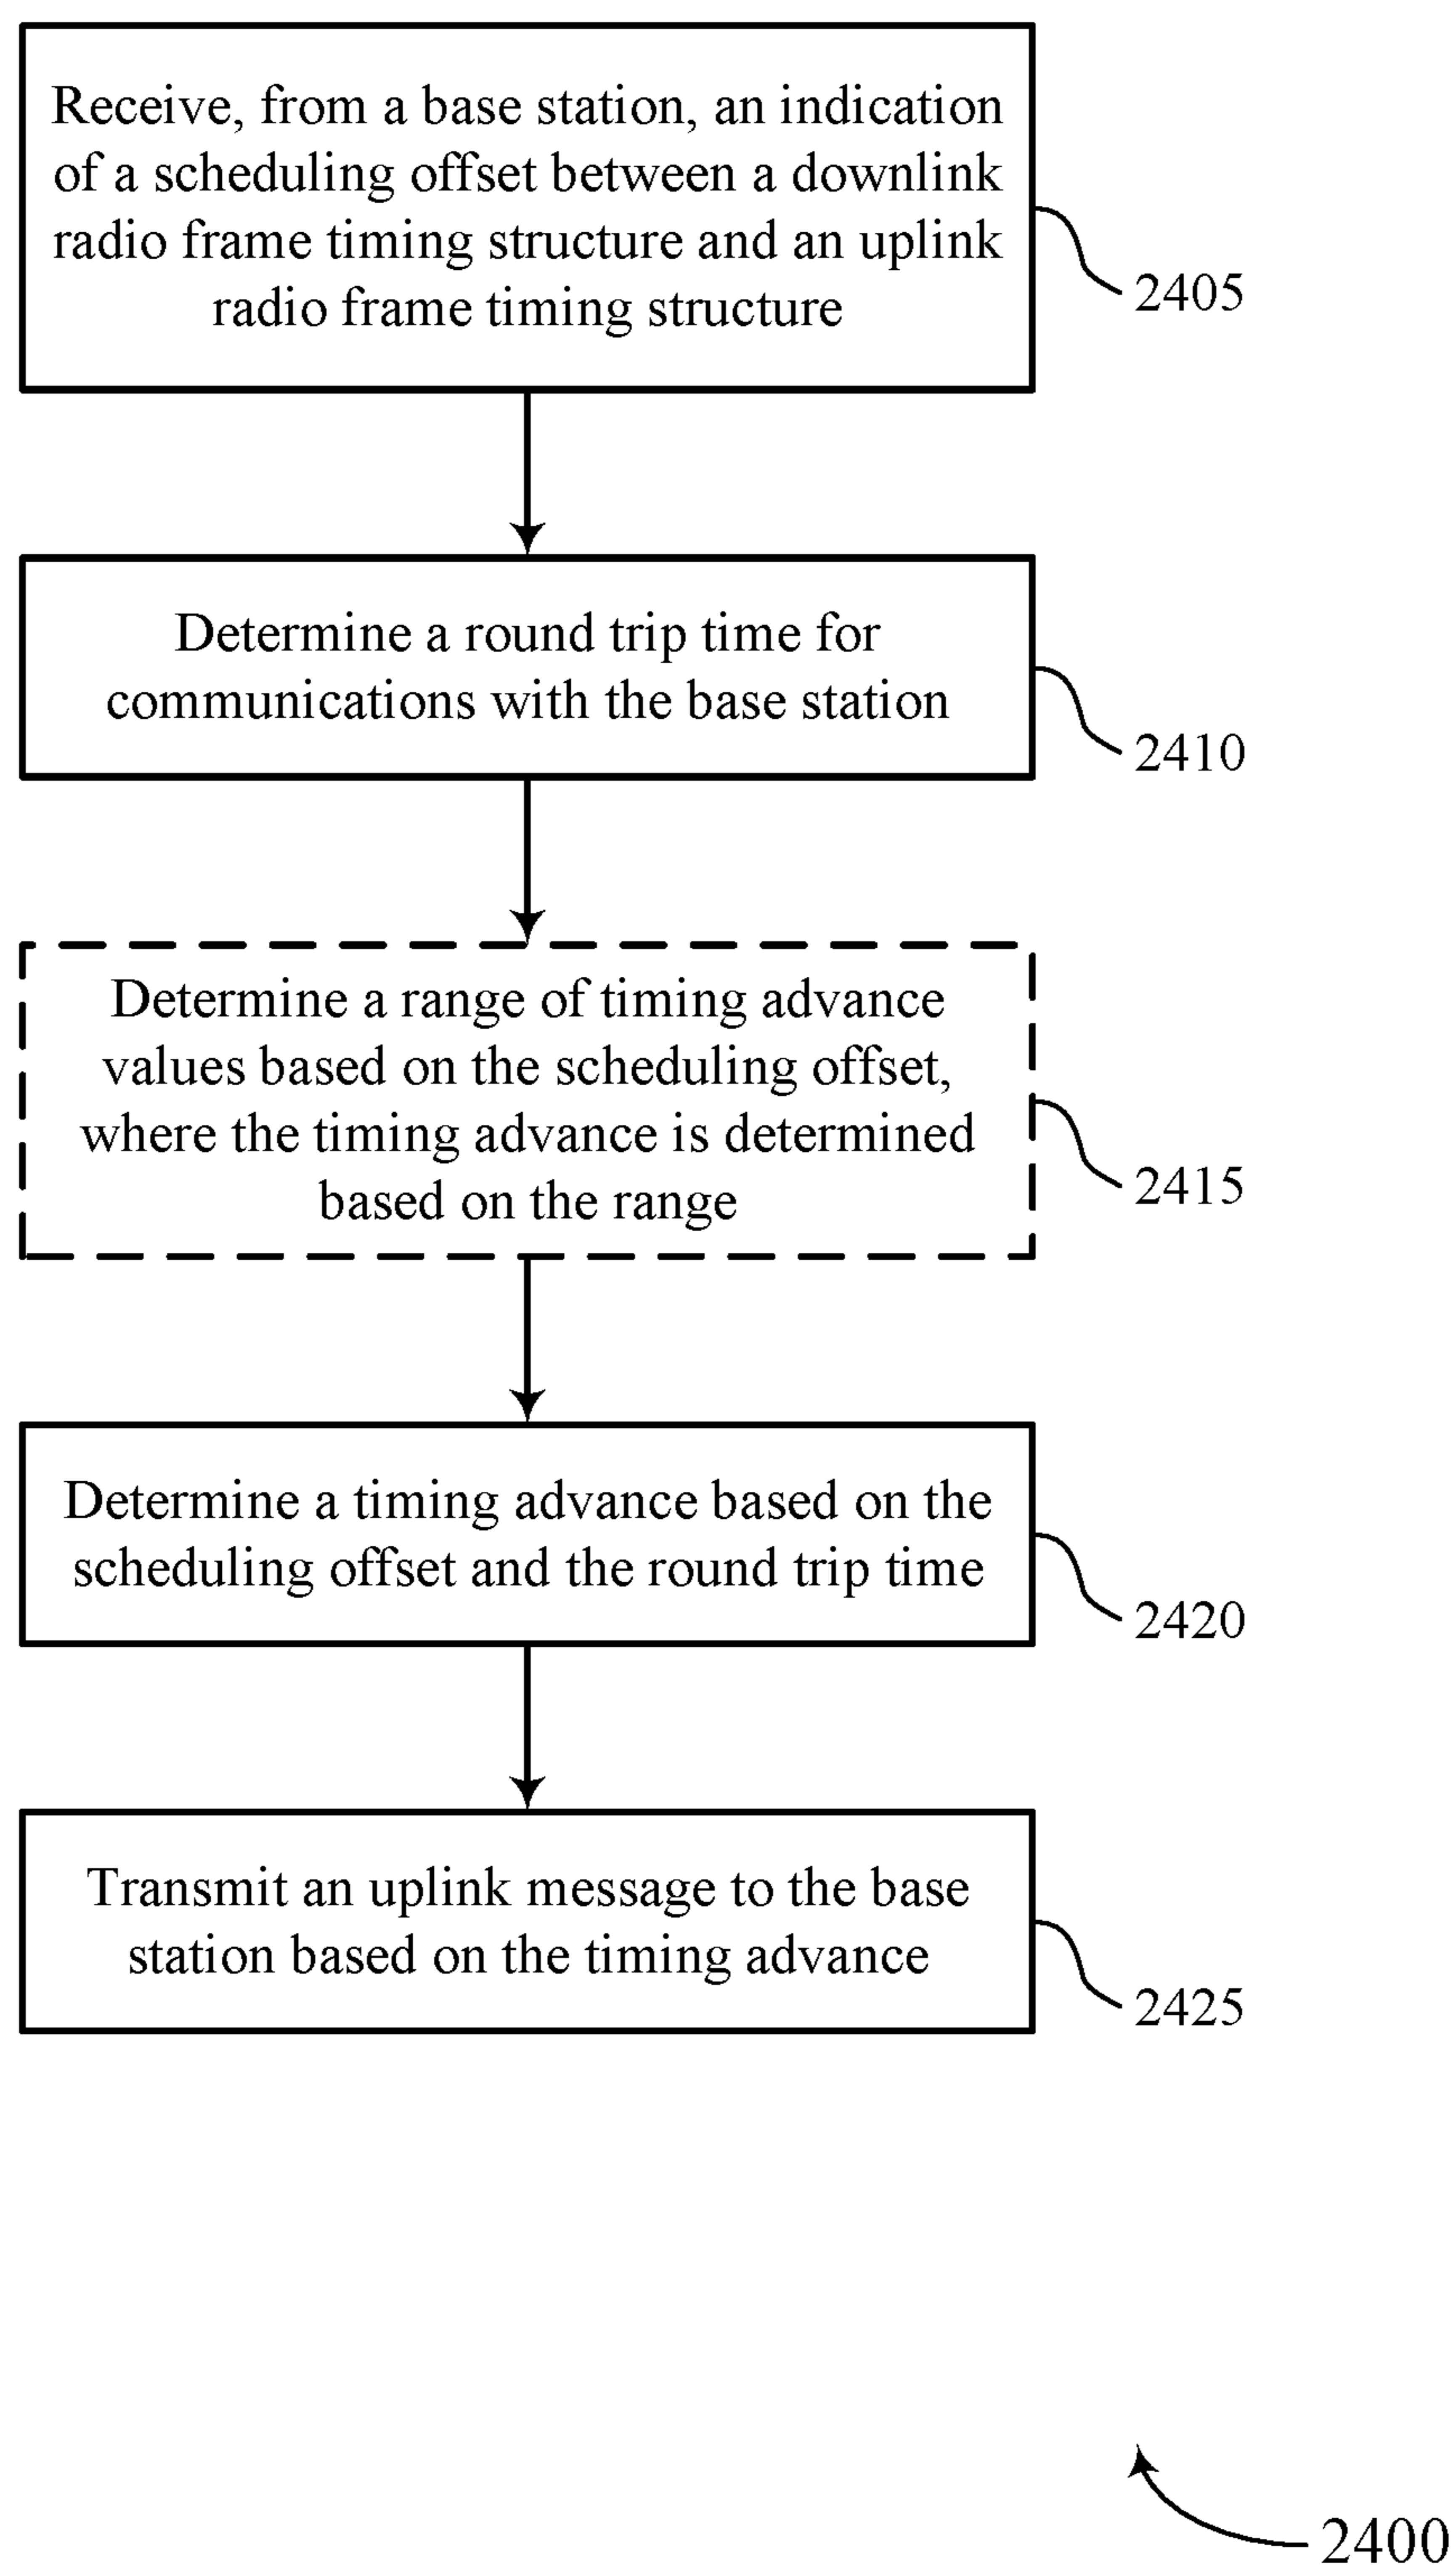 Receive, from a base station, an indication
of a scheduling offset between a downlink
radio frame timing structure and an uplink
radio frame timing structure
2405
Determine a round trip time for
communications with the base station
2410
Determine a range of timing advance
values based on the scheduling offset,
where the timing advance is determined
based on the range
2415
Determine a timing advance based on the
scheduling offset and the round trip time
2420
Transmit an uplink message to the base
station based on the timing advance
2425
2400